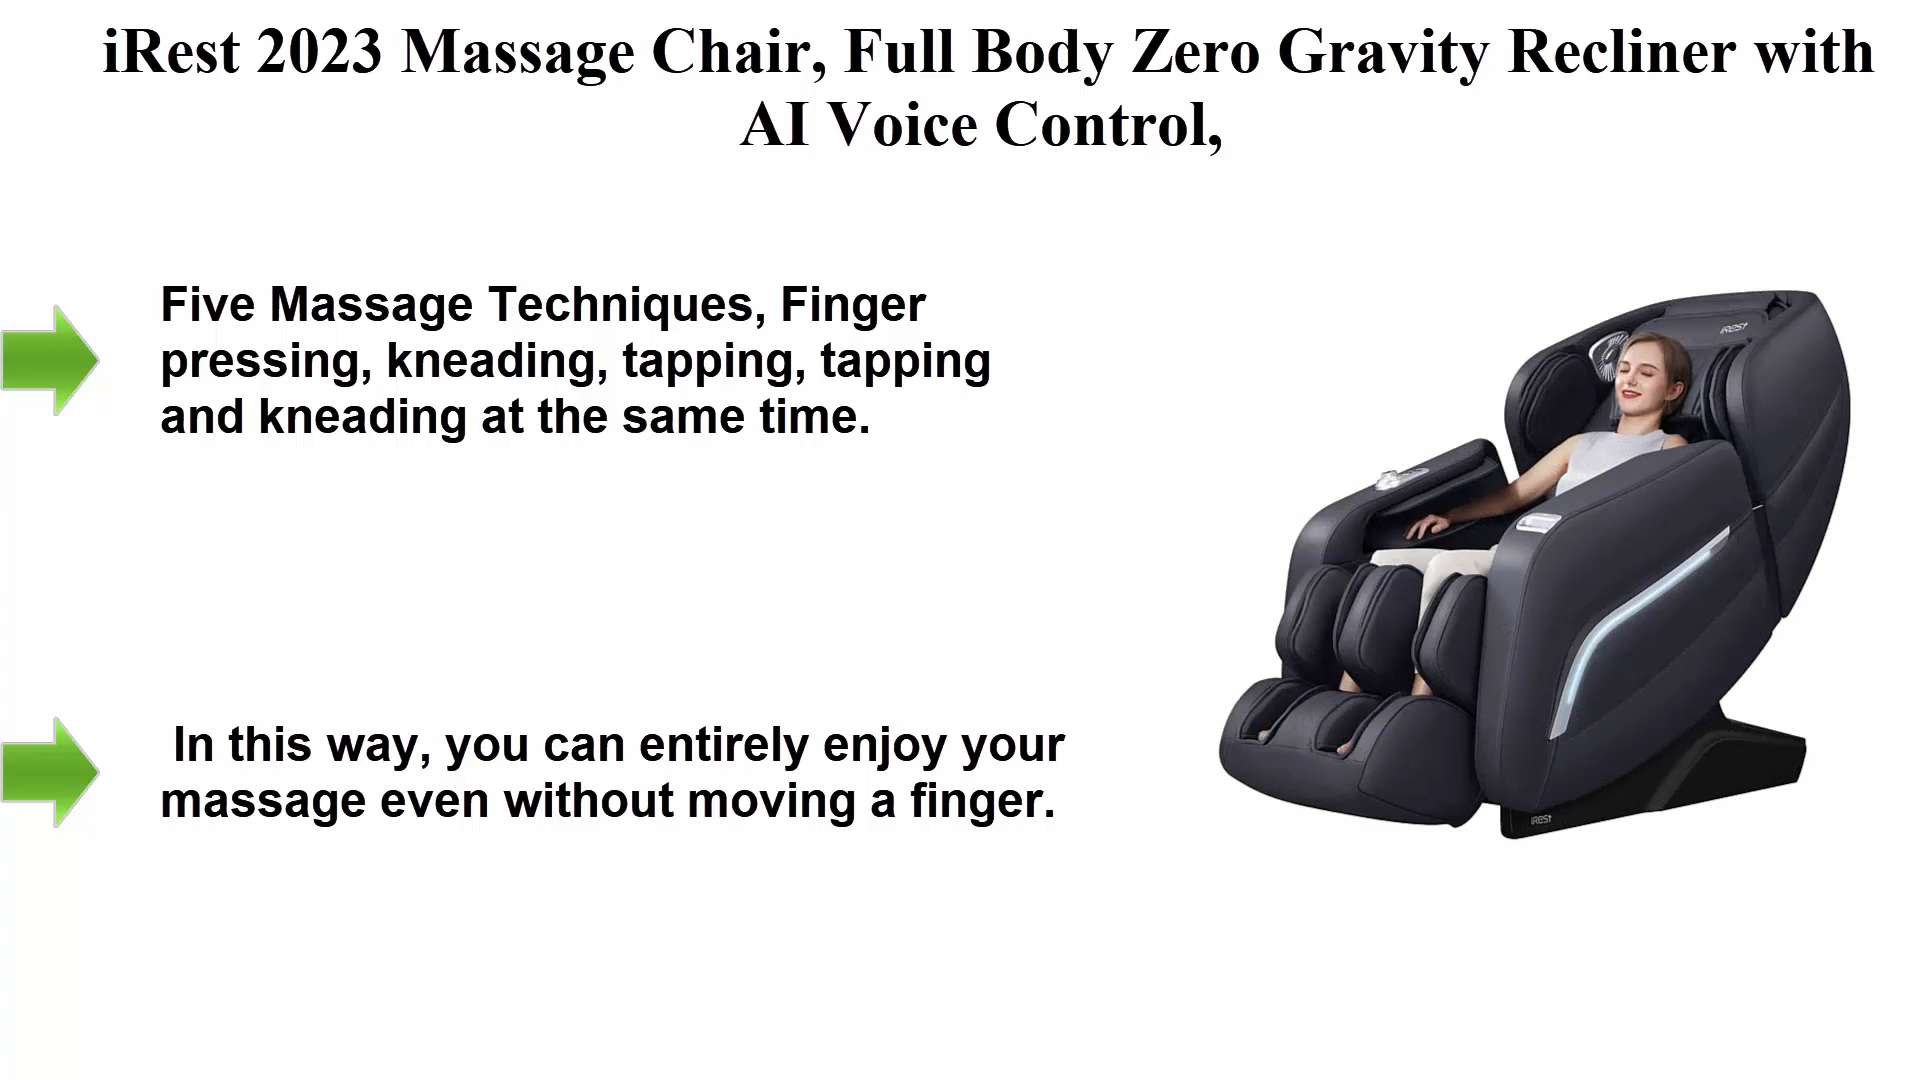 iRest 2023 Massage Chair, Full Body Zero Gravity Recliner with
AI Voice Control,
Five Massage Techniques, Finger
pressing, kneading, tapping, tapping
and kneading at the same time.
iRest
In this way, you can entirely enjoy your
massage even without moving a finger.
iRest